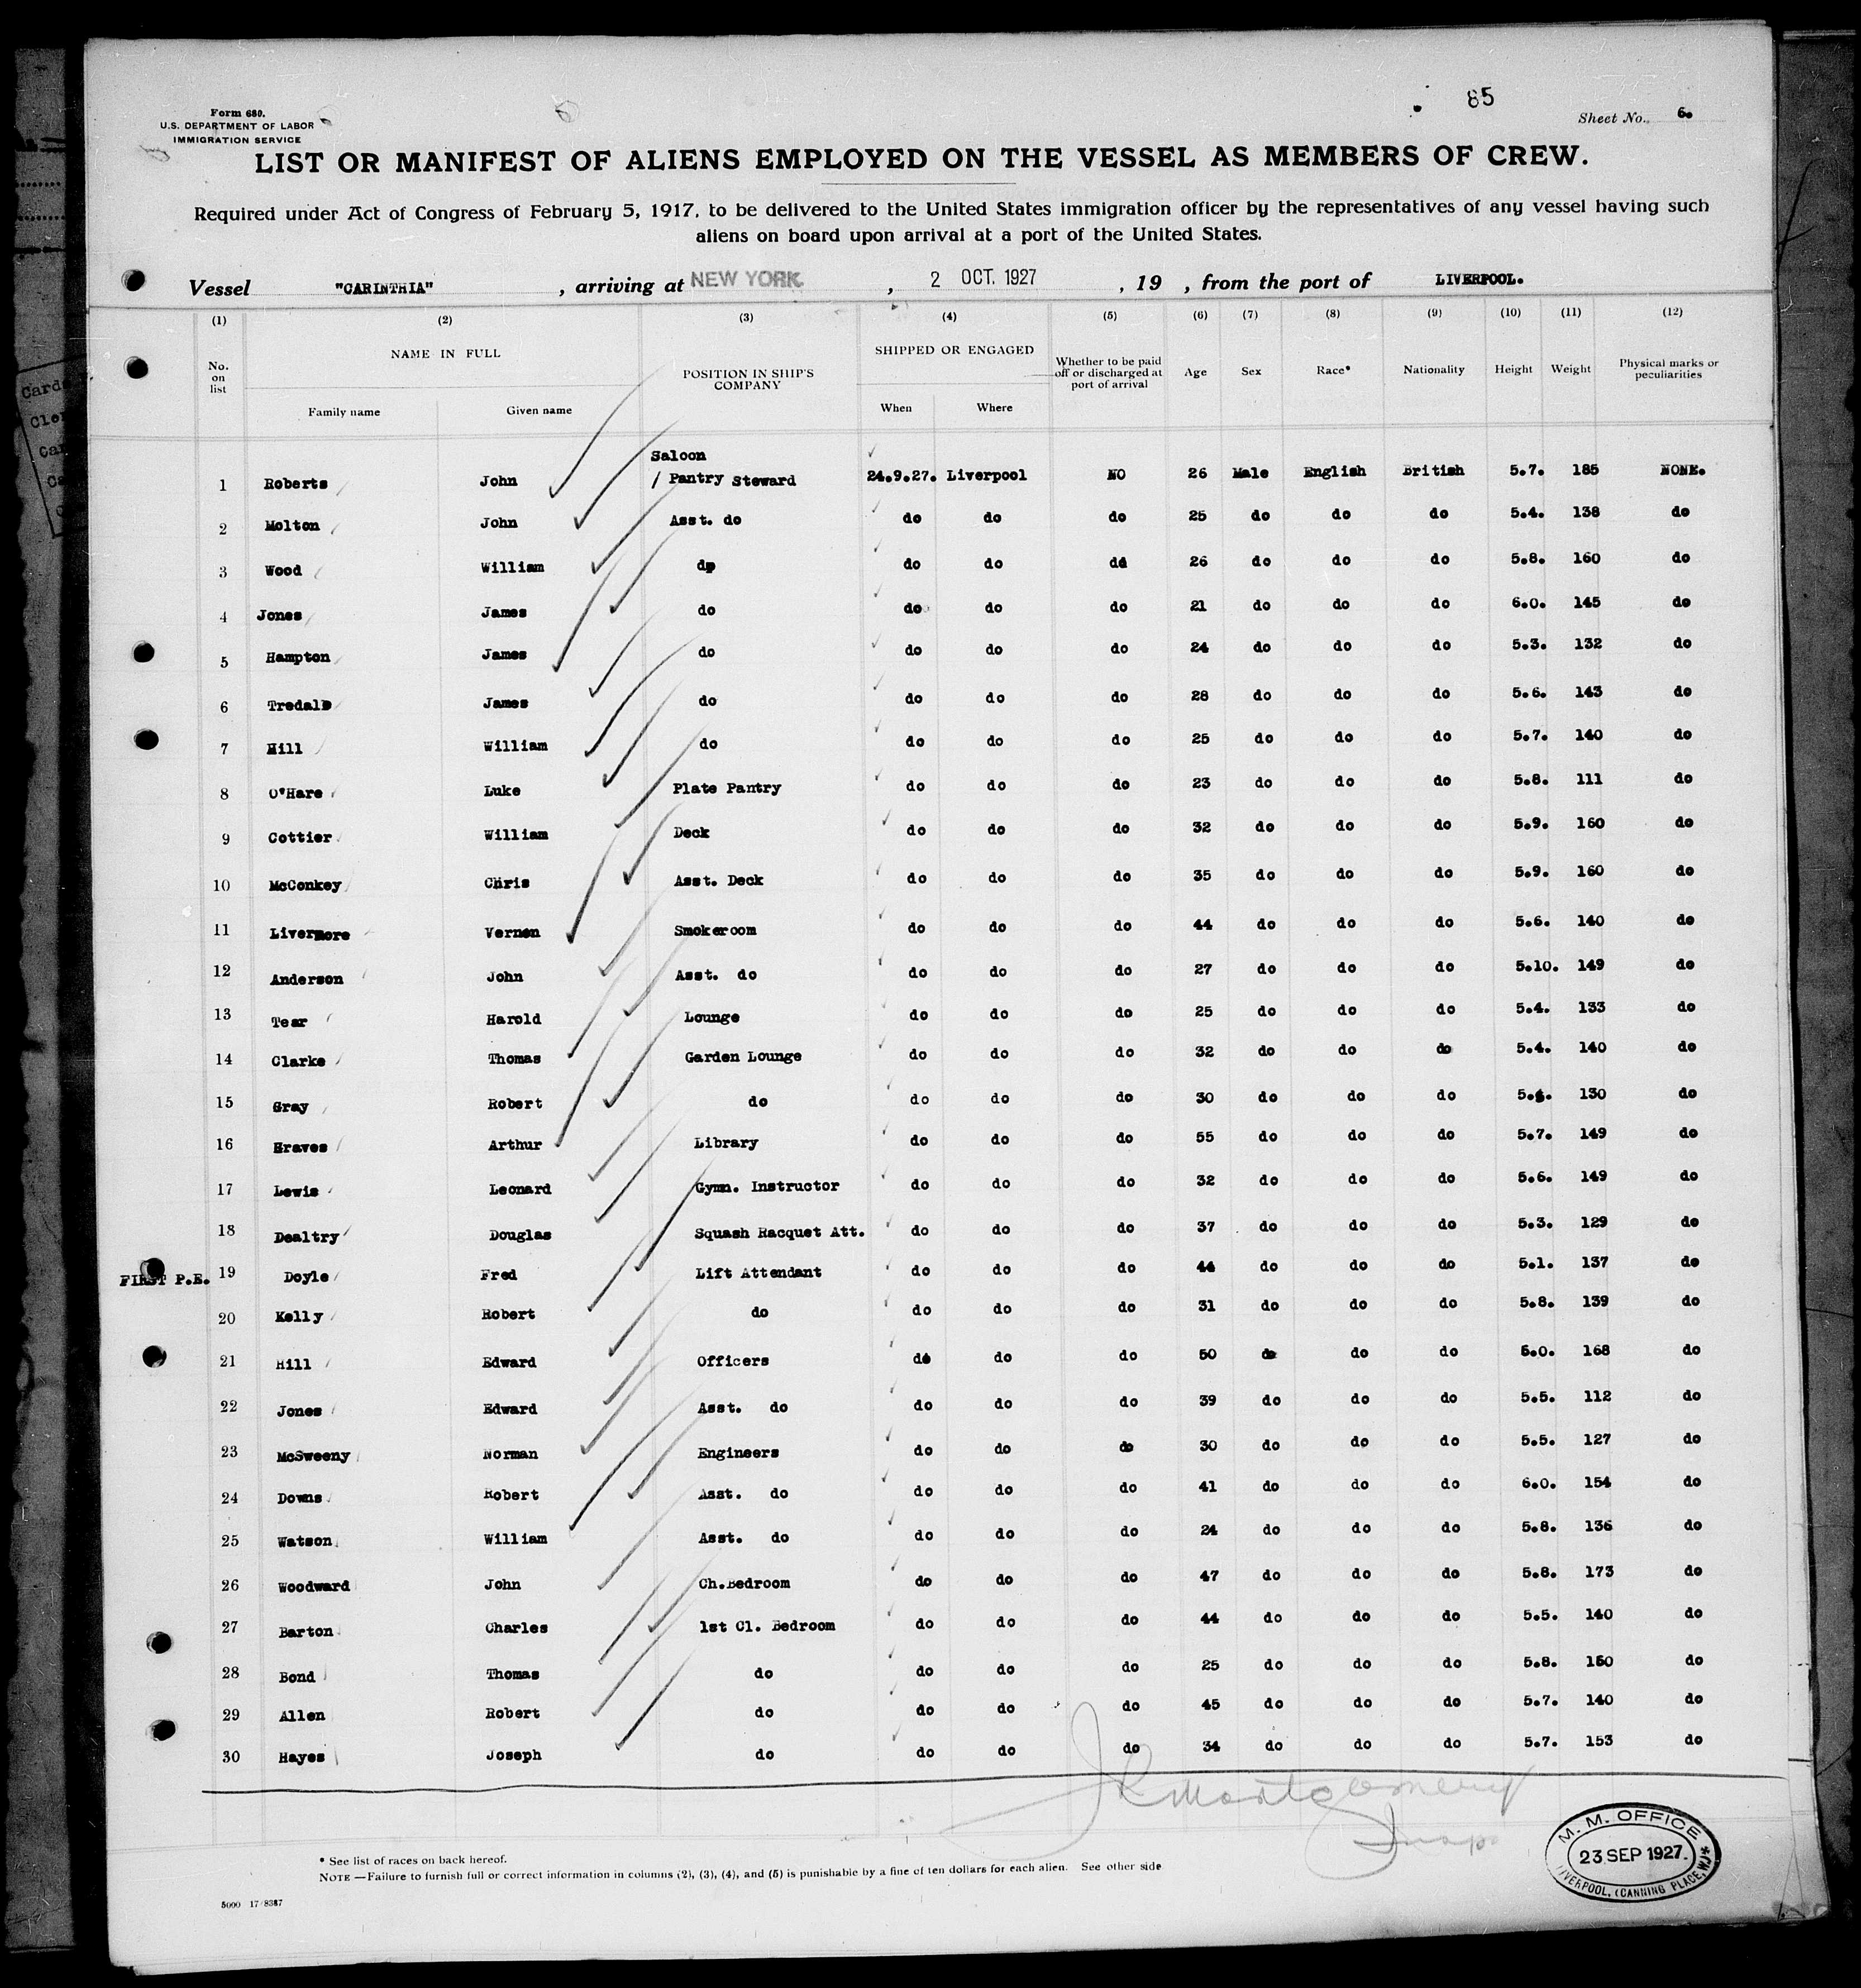 85
Form 680.
U.S. DEPARTMENT OF LABOR
IMMIGRATION SERVICE
Sheet No. 6.
LIST OR MANIFEST OF ALIENS EMPLOYED ON THE VESSEL AS MEMBERS OF CREW.
Required under Act of Congress of February 5, 1917, to be delivered to the United States immigration officer by the representatives of any vessel having such
aliens on board upon arrival at a port of the United States.
Vessel "CARINTHIA" , arriving at NEW YORK , 2 OCT. 1927 , 19 , from the port of LIVERPOOL.
(1) (2) (3) (4) (5) (6) (7) (8) (9) (10) (11) (12)
No. on list NAME IN FULL Family name Given name POSITION IN SHIP'S COMPANY SHIPPED OR ENGAGED When Where Whether to be paid off or discharged at port of arrival Age Sex Race* Nationality Height Weight Physical marks or peculiarities
Saloon
1 Roberts John / Pantry Steward 24.9.27. Liverpool NO 26 Male English British 5.7. 185 NONE.
2 Molton John Asst. do do do do 25 do do do 5.4. 138 do
3 Wood William do do do do 26 do do do 5.8. 160 do
4 Jones James do do do do 21 do do do 6.0. 145 do
5 Hampton James do do do do 24 do do do 5.3. 132 do
6 James do do do do 28 do do do 5.6. 143 do
7 Hill William do do do do 25 do do do 5.7. 140 do
8 O'Hare Luke Plate Pantry do do do 23 do do do 5.8. 111 do
9 Cottier William Deck do do do 32 do do do 5.9. 160 do
10 McConkey Chris Asst. Deck do do do 35 do do do 5.9. 160 do
11 Livermore Vernon Smokeroom do do do 44 do do do 5.6. 140 do
12 Anderson John Asst. do do do do 27 do do do 5.10. 149 do
13 Tear Harold Lounge do do do 25 do do do 5.4. 133 do
14 Clarke Thomas Garden Lounge do do do 32 do do do 5.4. 140 do
15 Gray Robert do do do do 30 do do do 130 do
16 Graves Arthur Library do do do 55 do do do 5.7. 149 do
17 Lewis Leonard Gymn. Instructor do do do 32 do do do 5.6. 149 do
18 Dealtry Douglas Squash Racquet Att. do do do 37 do do do 5.3. 129 do
FIRST P.E. 19 Doyle Fred Lift Attendant do do do 44 do do do 5.1. 137 do
20 Kelly Robert do do do do 31 do do do 5.8. 139 do
21 Hill Edward Officers do do do 50 do do do 168 do
22 Jones Edward Asst. do do do do 39 do do do 5.5. 112 do
23 McSweeny Norman Engineers do do do 30 do do do 5.5. 127 do
24 Downs Robert Asst. do do do do 41 do do do 6.0. 154 do
25 Watson William Asst. do do do do 24 do do do 5.8. 136 do
26 Woodward John Ch.Bedroom do do do 47 do do do 5.8. 173 do
27 Barton Charles 1st Cl. Bedroom do do do 44 do do do 5.5. 140 do
28 Bond Thomas do do do do 25 do do do 5.8. 150 do
29 Allen Robert do do do do 45 do do do 5.7. 140 do
30 Hayes Joseph do do do do 34 do do do 5.7. 153 do
Montgomery
* See list of races on back hereof.
NOTE —Failure to furnish full or correct information in columns (2), (3), (4), and (5) is punishable by a fine of ten dollars for each alien. See other side
5000 17/8387
M. M. OFFICE
23 SEP 1927.
LIVERPOOL, (CANNING PLACE, W.)